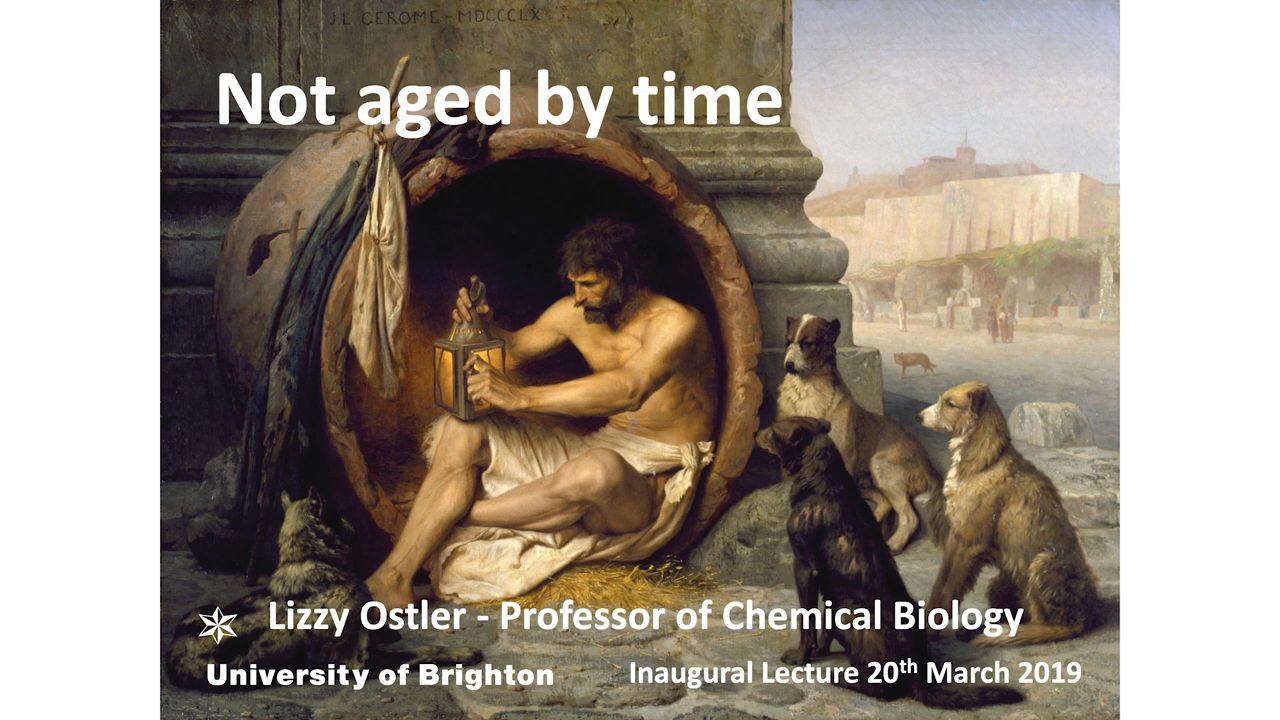 J L GEROME - MDCCCLX
Not aged by time
Lizzy Ostler - Professor of Chemical Biology
University of Brighton
Inaugural Lecture 20th March 2019